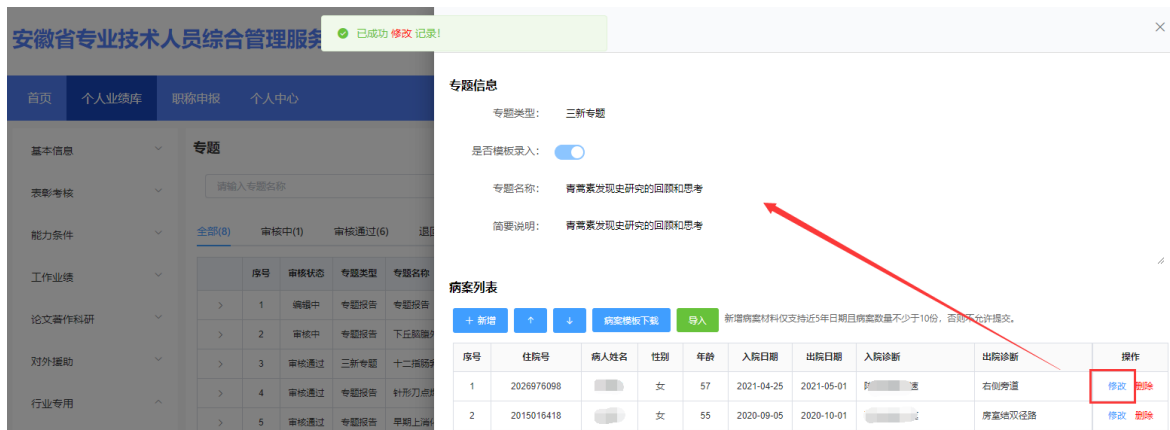 安徽省专业技术人员综合管理服务
已成功 修改 记录!
首页 个人业绩库 职称申报 个人中心
基本信息
表彰考核
能力条件
工作业绩
论文著作科研
对外援助
行业专用
专题
请输入专题名称
全部(8) 审核中(1) 审核通过(6) 退回
序号 审核状态 专题类型 专题名称
1 编辑中 专题报告 专题报告
2 审核中 专题报告 下丘脑腹外
3 审核通过 三新专题 十二指肠
4 审核通过 专题报告 针形刀点
5 审核通过 专题报告 早期上消化
专题信息
专题类型: 三新专题
是否模板录入:
专题名称: 青蒿素发现史研究的回顾和思考
简要说明: 青蒿素发现史研究的回顾和思考
病案列表
+ 新增 ↑ ↓ 病案模板下载 导入 新增病案材料仅支持近5年日期且病案数量不少于10份，否则不允许提交。
序号 住院号 病人姓名 性别 年龄 入院日期 出院日期 入院诊断 出院诊断 操作
1 2026976098 女 57 2021-04-25 2021-05-01 右侧旁道 修改 删除
2 2015016418 女 55 2020-09-05 2020-10-01 房室结双径路 修改 删除